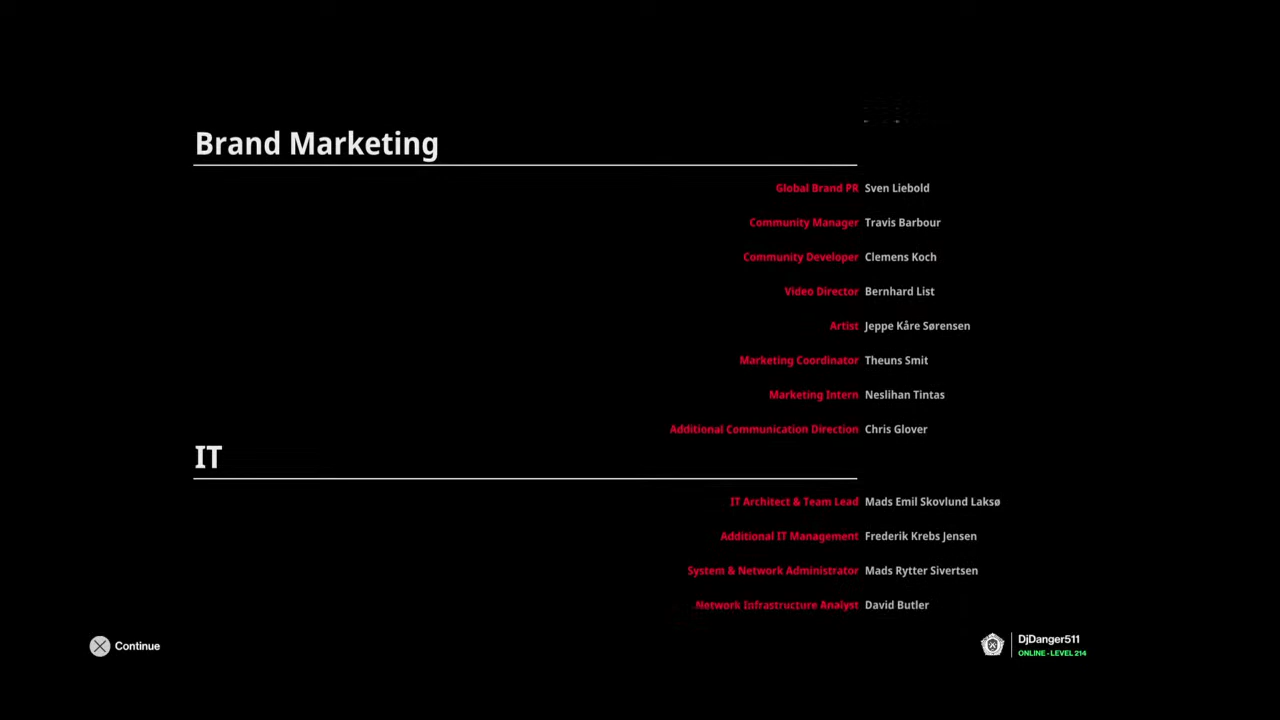 Brand Marketing
Global Brand PR Sven Liebold
Community Manager Travis Barbour
Community Developer Clemens Koch
Video Director Bernhard List
Artist Jeppe Kåre Sørensen
Marketing Coordinator Theuns Smit
Marketing Intern Neslihan Tintas
Additional Communication Direction Chris Glover
IT
IT Architect & Team Lead Mads Emil Skovlund Laksø
Additional IT Management Frederik Krebs Jensen
System & Network Administrator Mads Rytter Sivertsen
Network Infrastructure Analyst David Butler
Continue
DjDanger511
ONLINE - LEVEL 214